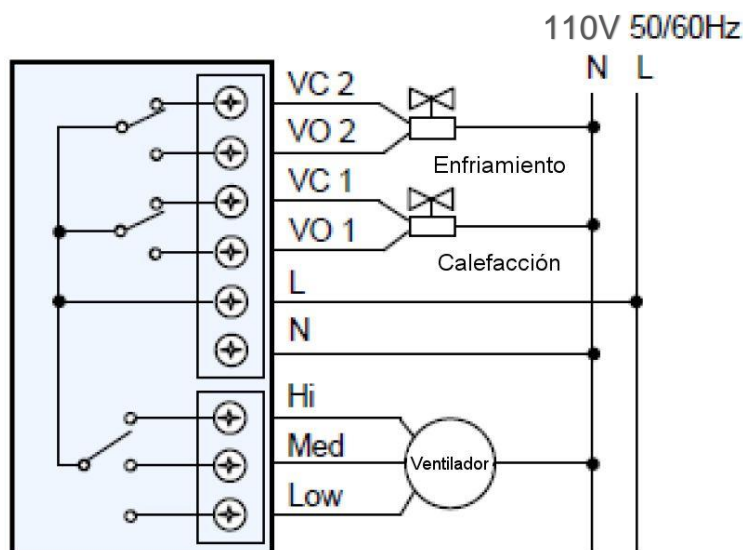 110V 50/60Hz
N L
VC 2
VO 2
Enfriamiento
VC 1
VO 1
Calefacción
L
N
Hi
Med
Ventilador
Low